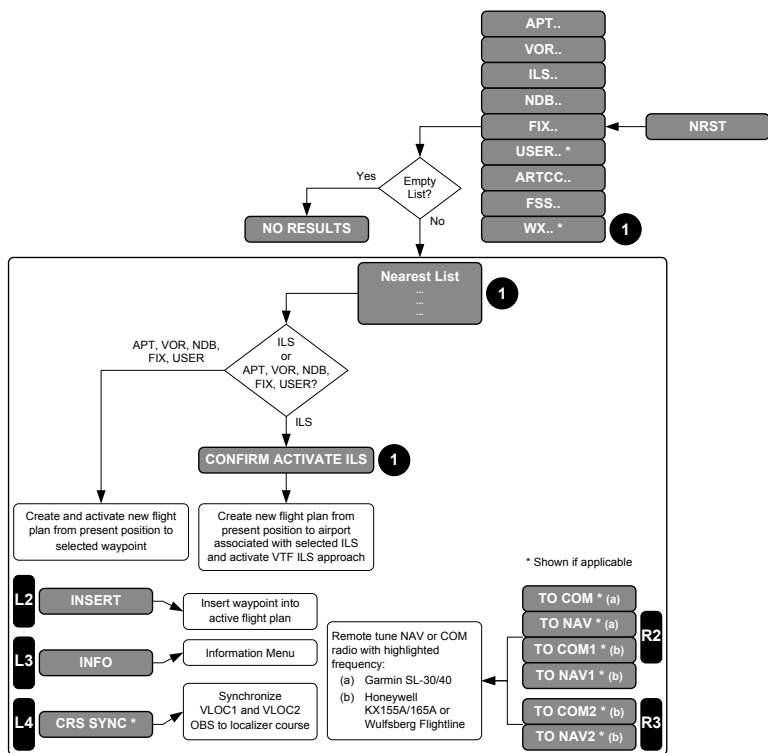 APT..
VOR..
ILS..
NDB..
FIX..
USER.. *
ARTCC..
FSS..
WX.. *
1
NRST
Empty
List?
Yes
No
NO RESULTS
Nearest List
...
...
...
1
ILS
or
APT, VOR, NDB,
FIX, USER?
APT, VOR, NDB,
FIX, USER
ILS
CONFIRM ACTIVATE ILS
1
Create and activate new flight
plan from present position to
selected waypoint
Create new flight plan from
present position to airport
associated with selected ILS
and activate VTF ILS approach
* Shown if applicable
L2
INSERT
Insert waypoint into
active flight plan
L3
INFO
Information Menu
L4
CRS SYNC *
Synchronize
VLOC1 and VLOC2
OBS to localizer course
Remote tune NAV or COM
radio with highlighted
frequency:
(a) Garmin SL-30/40
(b) Honeywell
KX155A/165A or
Wulfsberg Flightline
TO COM * (a)
TO NAV * (a)
TO COM1 * (b)
TO NAV1 * (b)
R2
TO COM2 * (b)
TO NAV2 * (b)
R3